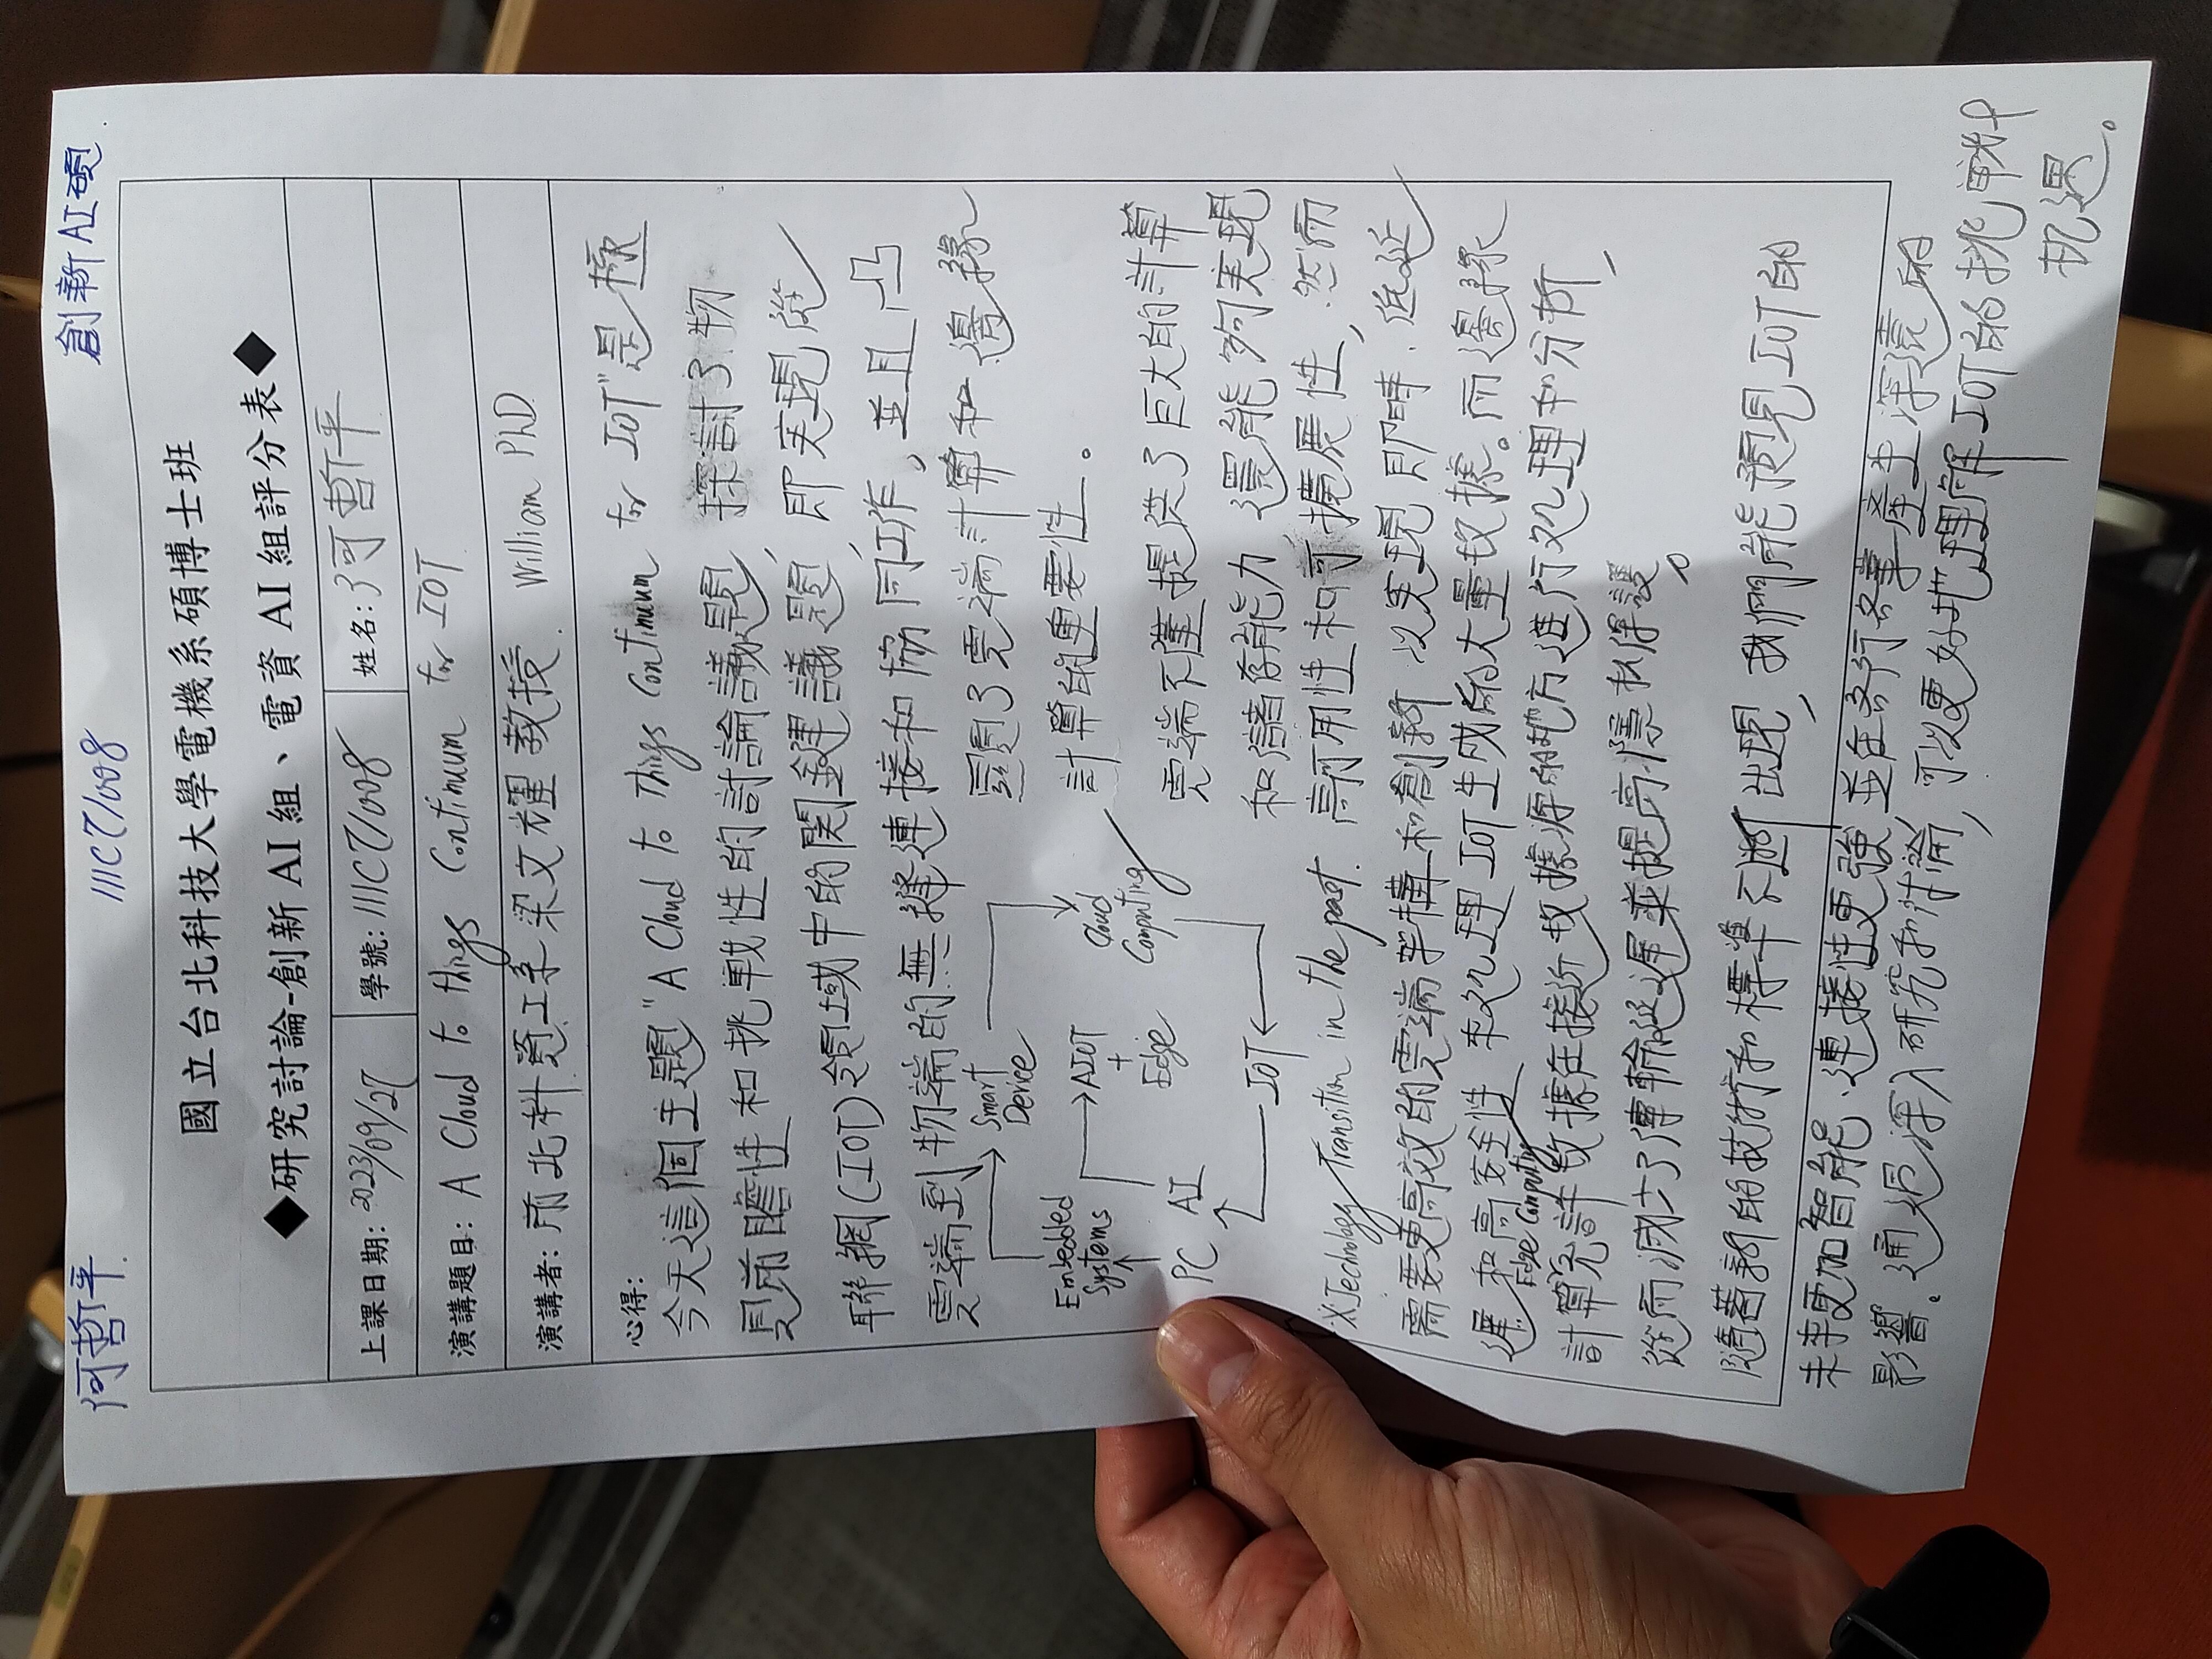 何哲平 111C71008 創新AI碩
國立台北科技大學電機系碩博士班
◆研究討論-創新 AI 組、電資 AI 組評分表◆
上課日期: 2023/09/27 學號: 111C71008 姓名: 何哲平
演講題目: A Cloud to things Continuum for IOT
演講者: 前北科資工系梁文耀教授. William PhD
心得:
今天這個主題"A Cloud to Things Continuum for IOT"是極
具前瞻性和挑戰性的討論議題,探討了物
聯網(IOT)領域中的関鍵議題,即实現從
雲端到物端的無縫連接和協同工作,並且凸
顯了雲端計算和邊緣
計算的重要性。
Smart
Device
Embedded
Systems
AIOT
+
Edge
Cloud
Computing
PC AI
IOT
※Technology Transition in the past.
雲端不僅提供了巨大的計算
和儲存能力,還能夠实現
高可用性和可擴展性,然而
需要更高效的雲端架構和創新 以实現即時、低延
遲和高安全性 来处理IOT生成的大量数據。而邊緣
Edge Computing
計算允許数據在接近数據源的地方進行处理和分析,
從而減少了傳輸延遲並提高隱私保護。
隨著新的技術和標準不断出現,我們能預見IOT的
未来更加智能、連接性更強 並在各行各業產生深遠的
影響。通過深入研究和討論,可以更好地理解IOT的挑戰中
机遇。